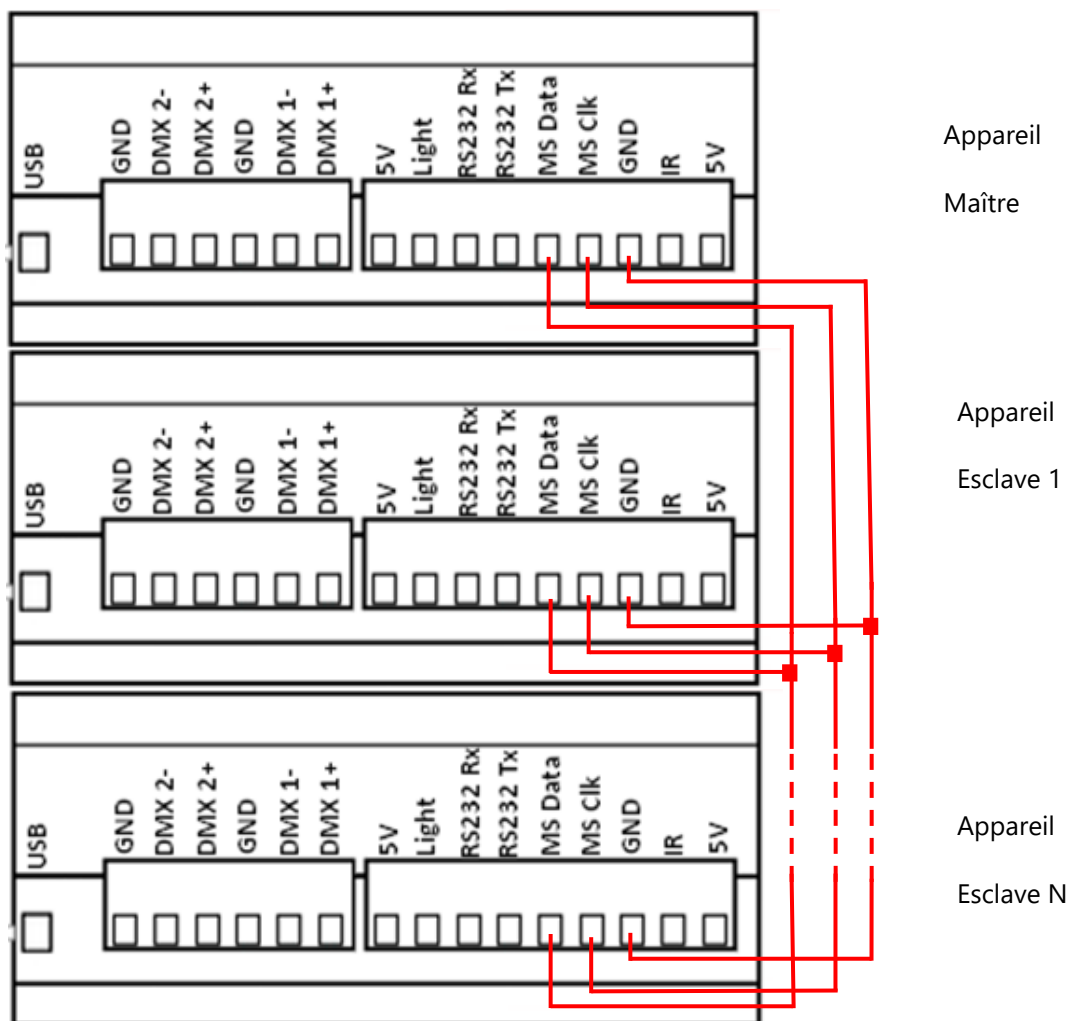 USB
GND
DMX 2-
DMX 2+
GND
DMX 1-
DMX 1+
5V
Light
RS232 Rx
RS232 Tx
MS Data
MS Clk
GND
IR
5V
Appareil
Maître
USB
GND
DMX 2-
DMX 2+
GND
DMX 1-
DMX 1+
5V
Light
RS232 Rx
RS232 Tx
MS Data
MS Clk
GND
IR
5V
Appareil
Esclave 1
USB
GND
DMX 2-
DMX 2+
GND
DMX 1-
DMX 1+
5V
Light
RS232 Rx
RS232 Tx
MS Data
MS Clk
GND
IR
5V
Appareil
Esclave N